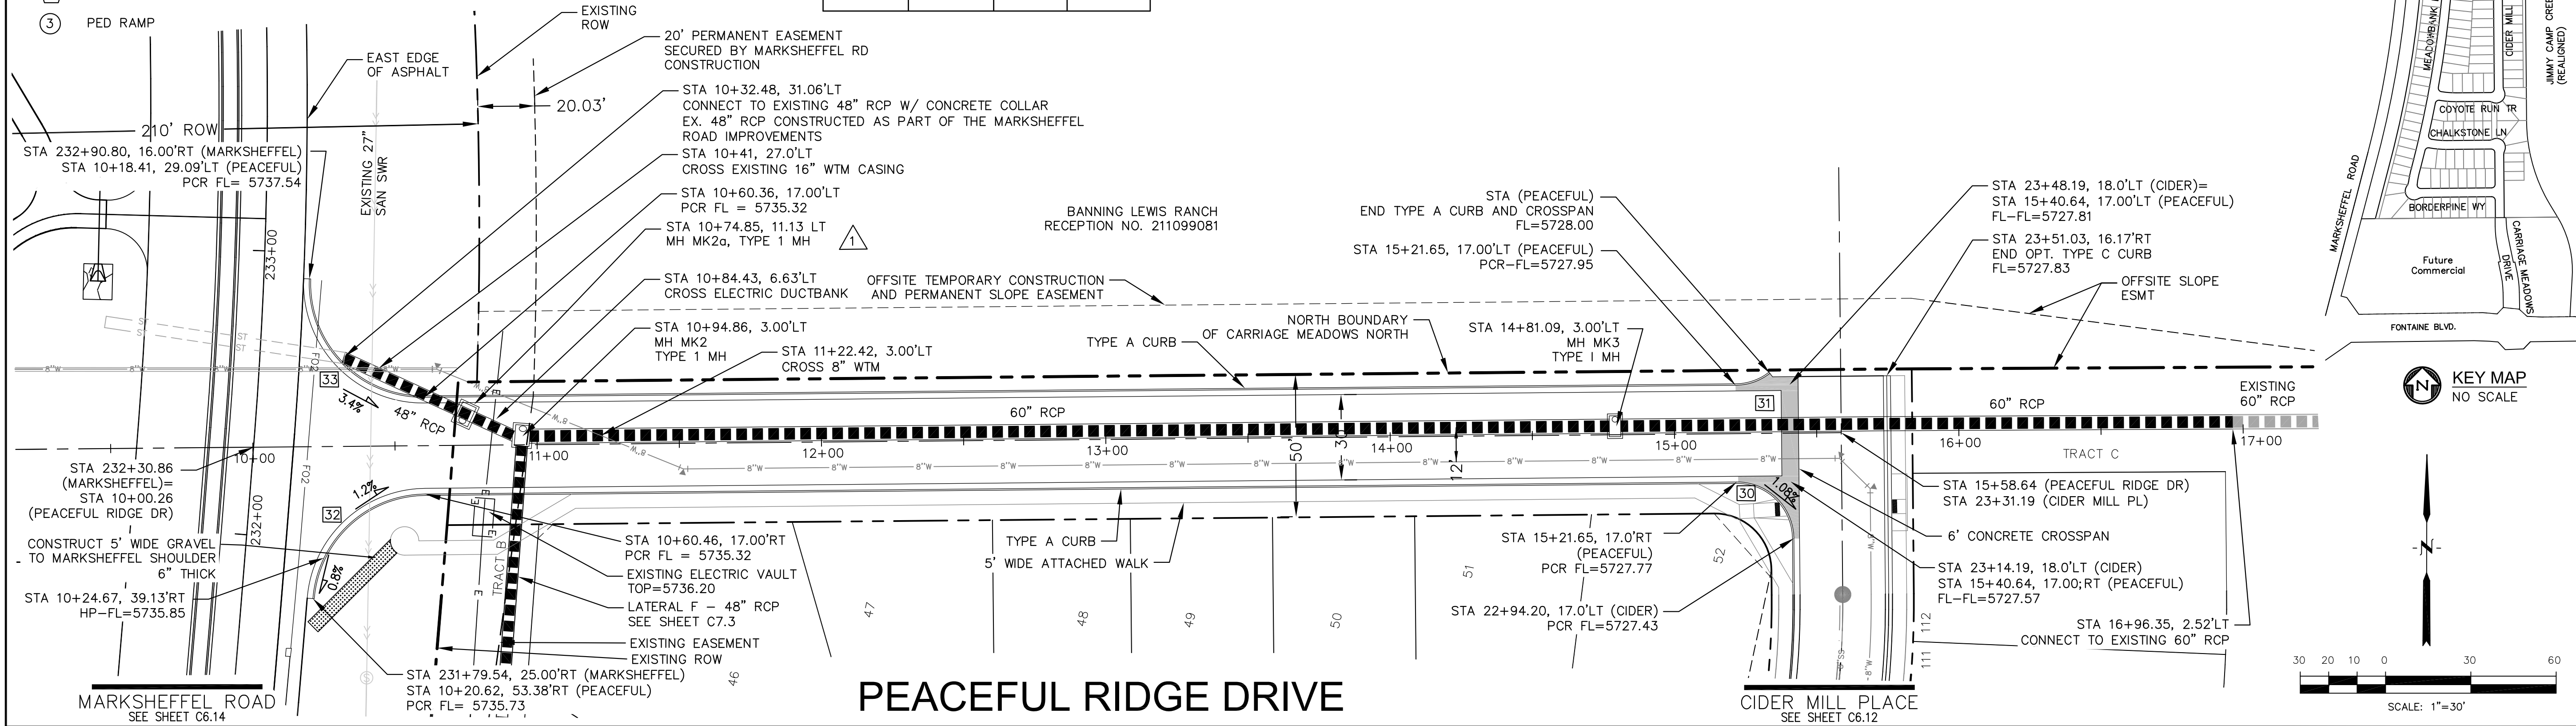 3 PED RAMP
EXISTING
ROW
EAST EDGE
OF ASPHALT
20' PERMANENT EASEMENT
SECURED BY MARKSHEFFEL RD
CONSTRUCTION
20.03'
210' ROW
STA 10+32.48, 31.06'LT
CONNECT TO EXISTING 48" RCP W/ CONCRETE COLLAR
EX. 48" RCP CONSTRUCTED AS PART OF THE MARKSHEFFEL
ROAD IMPROVEMENTS
STA 10+41, 27.0'LT
CROSS EXISTING 16" WTM CASING
STA 232+90.80, 16.00'RT (MARKSHEFFEL)
STA 10+18.41, 29.09'LT (PEACEFUL)
PCR FL= 5737.54
EXISTING 27"
SAN SWR
STA 10+60.36, 17.00'LT
PCR FL = 5735.32
STA 10+74.85, 11.13 LT
MH MK2a, TYPE 1 MH
1
STA 10+84.43, 6.63'LT
CROSS ELECTRIC DUCTBANK
STA 10+94.86, 3.00'LT
MH MK2
TYPE 1 MH
STA 11+22.42, 3.00'LT
CROSS 8" WTM
OFFSITE TEMPORARY CONSTRUCTION
AND PERMANENT SLOPE EASEMENT
BANNING LEWIS RANCH
RECEPTION NO. 211099081
TYPE A CURB
NORTH BOUNDARY
OF CARRIAGE MEADOWS NORTH
STA (PEACEFUL)
END TYPE A CURB AND CROSSPAN
FL=5728.00
STA 15+21.65, 17.00'LT (PEACEFUL)
PCR-FL=5727.95
STA 14+81.09, 3.00'LT
MH MK3
TYPE I MH
STA 23+48.19, 18.0'LT (CIDER)=
STA 15+40.64, 17.00'LT (PEACEFUL)
FL-FL=5727.81
STA 23+51.03, 16.17'RT
END OPT. TYPE C CURB
FL=5727.83
OFFSITE SLOPE
ESMT
233+00
ST
ST
ST
ST
FO2
8"W
8"W
8"W
8"W
33
3.4%
48" RCP
60" RCP
31
60" RCP
EXISTING
60" RCP
10+00
11+00
12+00
13+00
14+00
15+00
16+00
17+00
50'
30'
12'
8"W
8"W
8"W
8"W
8"W
8"W
8"W
8"W
8"W
TRACT C
STA 232+30.86
(MARKSHEFFEL)=
STA 10+00.26
(PEACEFUL RIDGE DR)
FO2
1.2%
32
232+00
CONSTRUCT 5' WIDE GRAVEL
TO MARKSHEFFEL SHOULDER
6" THICK
0.8%
STA 10+24.67, 39.13'RT
HP-FL=5735.85
E
E
E
E
E
E
TRACT B
STA 10+60.46, 17.00'RT
PCR FL = 5735.32
EXISTING ELECTRIC VAULT
TOP=5736.20
LATERAL F - 48" RCP
SEE SHEET C7.3
EXISTING EASEMENT
EXISTING ROW
STA 231+79.54, 25.00'RT (MARKSHEFFEL)
STA 10+20.62, 53.38'RT (PEACEFUL)
PCR FL= 5735.73
TYPE A CURB
5' WIDE ATTACHED WALK
46
47
48
49
50
51
52
30
1.08%
STA 15+21.65, 17.0'RT
(PEACEFUL)
PCR FL=5727.77
STA 22+94.20, 17.0'LT (CIDER)
PCR FL=5727.43
STA 15+58.64 (PEACEFUL RIDGE DR)
STA 23+31.19 (CIDER MILL PL)
6' CONCRETE CROSSPAN
STA 23+14.19, 18.0'LT (CIDER)
STA 15+40.64, 17.00;RT (PEACEFUL)
FL-FL=5727.57
STA 16+96.35, 2.52'LT
CONNECT TO EXISTING 60" RCP
111
112
8"SS
8"W
S
MARKSHEFFEL ROAD
SEE SHEET C6.14
PEACEFUL RIDGE DRIVE
CIDER MILL PLACE
SEE SHEET C6.12
MEADOWBANK
CIDER MILL
(REALIGNED)
COYOTE RUN TR
CHALKSTONE LN
BORDERPINE WY
MARKSHEFFEL ROAD
Future
Commercial
CARRIAGE MEADOWS
DRIVE
FONTAINE BLVD.
N
KEY MAP
NO SCALE
N
30 20 10 0 30 60
SCALE: 1"=30'